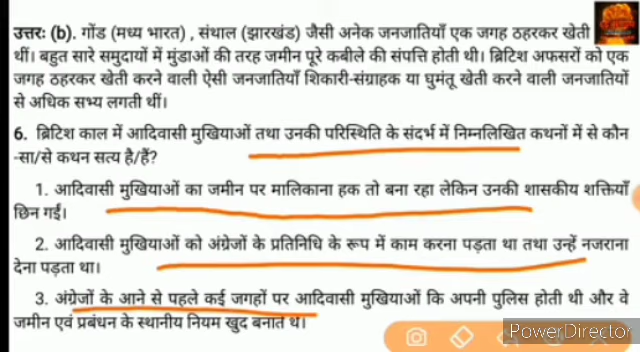 उत्तरः (b). गोंड (मध्य भारत) , संथाल (झारखंड) जैसी अनेक जनजातियाँ एक जगह ठहरकर खेती
थीं। बहुत सारे समुदायों में मुंडाओं की तरह जमीन पूरे कबीले की संपत्ति होती थी। ब्रिटिश अफसरों को एक
जगह ठहरकर खेती करने वाली ऐसी जनजातियाँ शिकारी-संग्राहक या घुमंतू खेती करने वाली जनजातियों
से अधिक सभ्य लगती थीं।
6. ब्रिटिश काल में आदिवासी मुखियाओं तथा उनकी परिस्थिति के संदर्भ में निम्नलिखित कथनों में से कौन
-सा/से कथन सत्य है/हैं?
1. आदिवासी मुखियाओं का जमीन पर मालिकाना हक तो बना रहा लेकिन उनकी शासकीय शक्तियाँ
छिन गईं।
2. आदिवासी मुखियाओं को अंग्रेजों के प्रतिनिधि के रूप में काम करना पड़ता था तथा उन्हें नजराना
देना पड़ता था।
3. अंग्रेजों के आने से पहले कई जगहों पर आदिवासी मुखियाओं कि अपनी पुलिस होती थी और वे
जमीन एवं प्रबंधन के स्थानीय नियम खुद बनाते थे।
PowerDirector